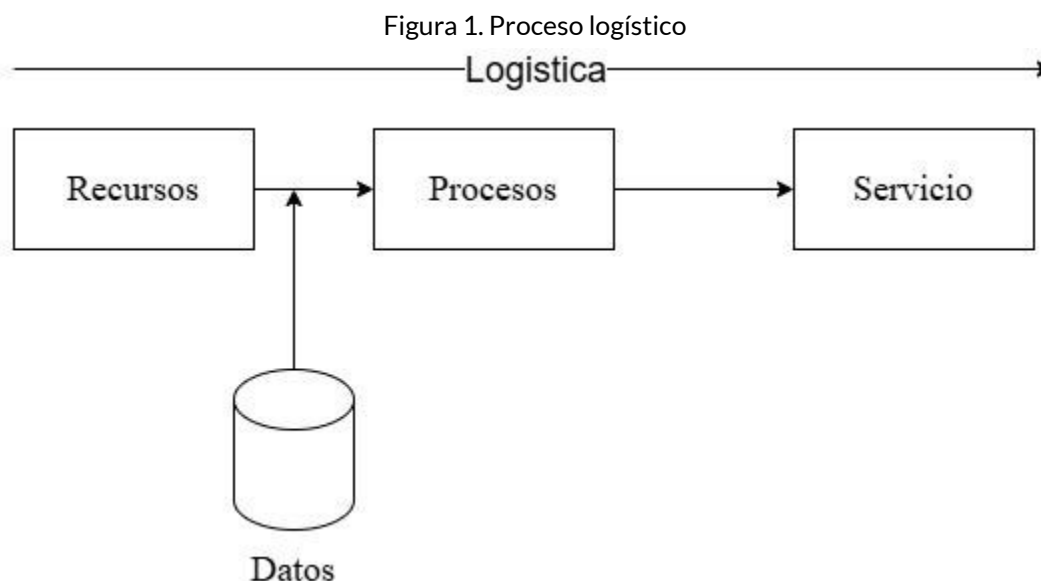 Figura 1. Proceso logístico
Logistica
Recursos
Procesos
Servicio
Datos